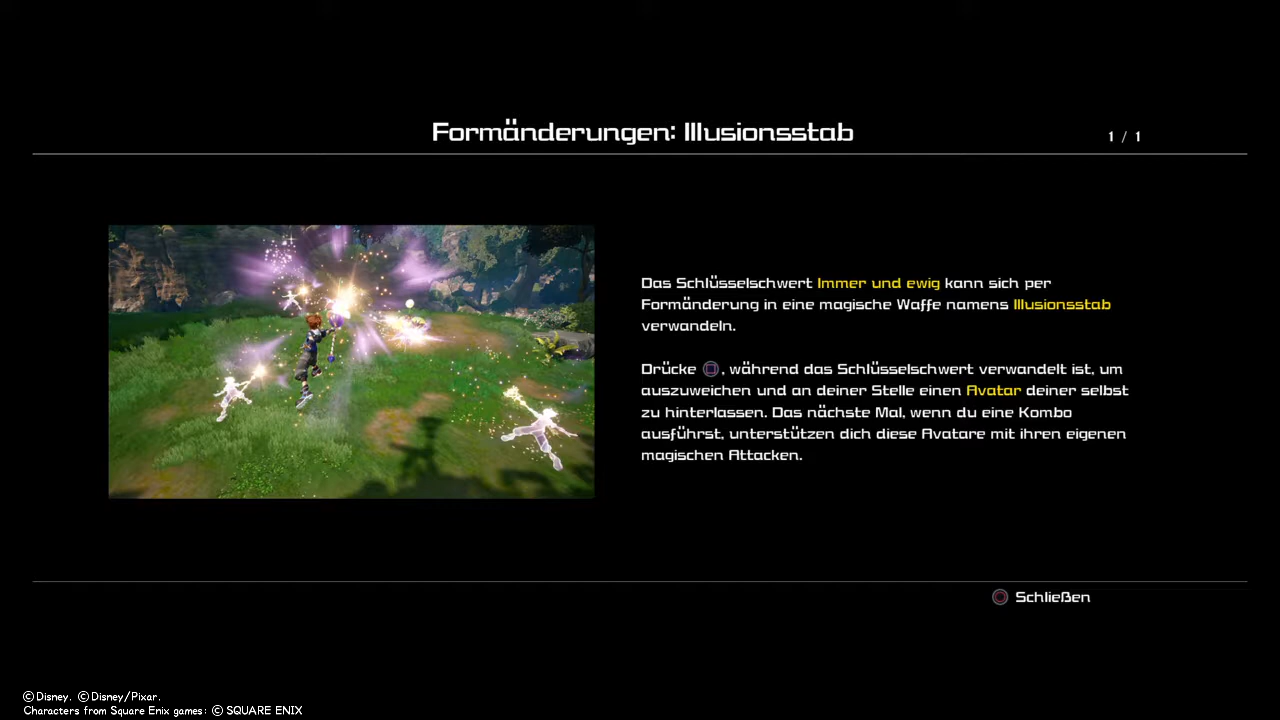 Formänderungen: Illusionsstab
1 / 1
Das Schlüsselschwert Immer und ewig kann sich per
Formänderung in eine magische Waffe namens Illusionsstab
verwandeln.
Drücke , während das Schlüsselschwert verwandelt ist, um
auszuweichen und an deiner Stelle einen Avatar deiner selbst
zu hinterlassen. Das nächste Mal, wenn du eine Kombo
ausführst, unterstützen dich diese Avatare mit ihren eigenen
magischen Attacken.
Schließen
©Disney. ©Disney/Pixar.
Characters from Square Enix games: © SQUARE ENIX